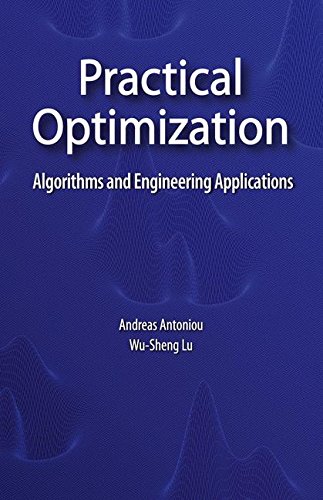 Practical
Optimization
Algorithms and Engineering Applications
Andreas Antoniou
Wu-Sheng Lu